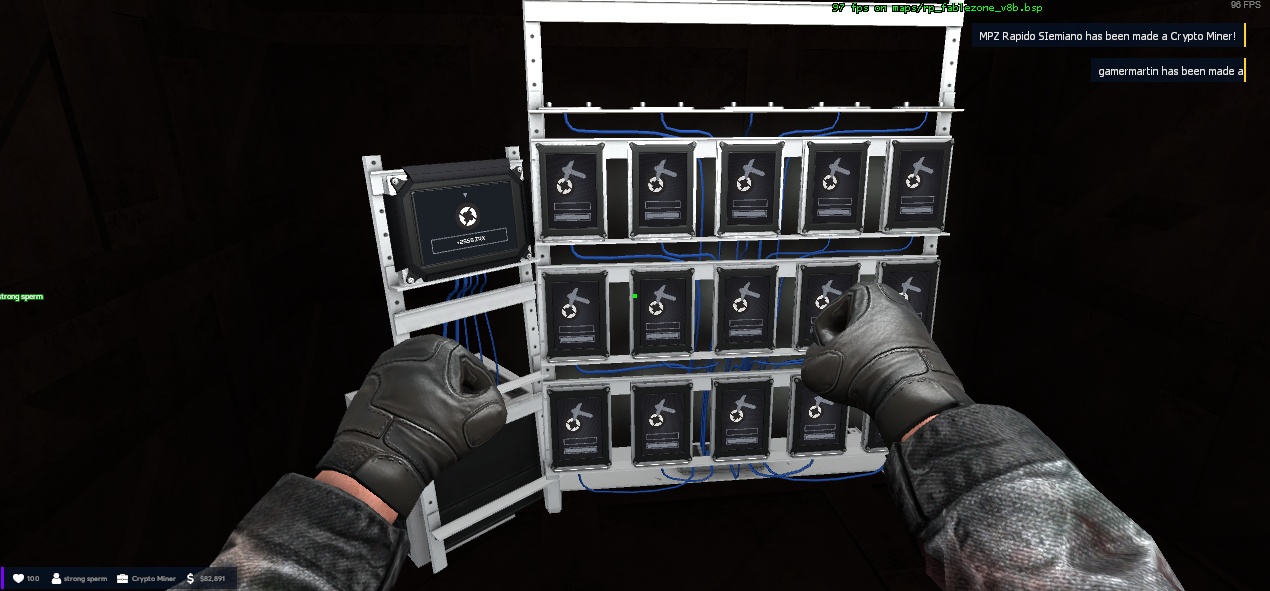 97 fps on maps/rp_fablezone_v8b.bsp
96 FPS
MPZ Rapido SIemiano has been made a Crypto Miner!
gamermartin has been made a
strong sperm
100
strong sperm
Crypto Miner
$82,891